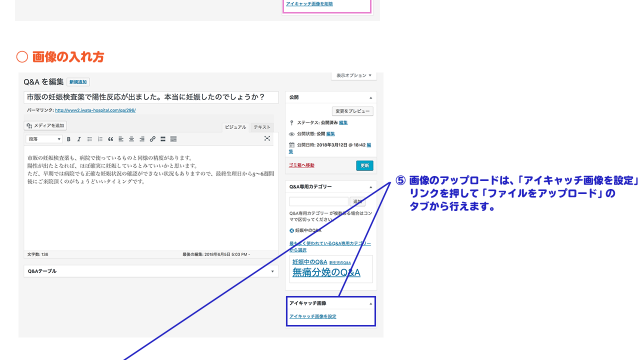 アイキャッチ画像を削除
○ 画像の入れ方
表示オプション ▼
Q&A を編集 新規追加
市販の妊娠検査薬で陽性反応が出ました。本当に妊娠したのでしょうか？
パーマリンク: http://www2.iwata-hospital.com/qa/296/
メディアを追加
ビジュアル テキスト
段落
市販の妊娠検査薬も、病院で使っているものと同様の精度があります。
陽性が出たとなれば、ほぼ確実に妊娠しているとみていいかと思います。
ただ、早期では病院でも正確な妊娠状況の確認ができない状況もありますので、最終生理日から5〜6週間
後にご来院頂くのがちょうどいいタイミングです。
文字数: 138
最後の編集: 2018年6月5日 5:03 PM -
Q&Aテーブル
公開
変更をプレビュー
ステータス: 公開済み 編集
公開状態: 公開 編集
公開日時: 2018年3月12日 @ 18:42 編
集
ゴミ箱へ移動
更新
Q&A専用カテゴリー
追加
Q&A専用カテゴリー が複数ある場合はコン
マで区切ってください。
妊娠中のQ&A
最もよく使われているQ&A専用カテゴリー
から選択
妊娠中のQ&A 新生児のQ&A
無痛分娩のQ&A
アイキャッチ画像
アイキャッチ画像を設定
⑤ 画像のアップロードは、「アイキャッチ画像を設定」
リンクを押して「ファイルをアップロード」の
タブから行えます。